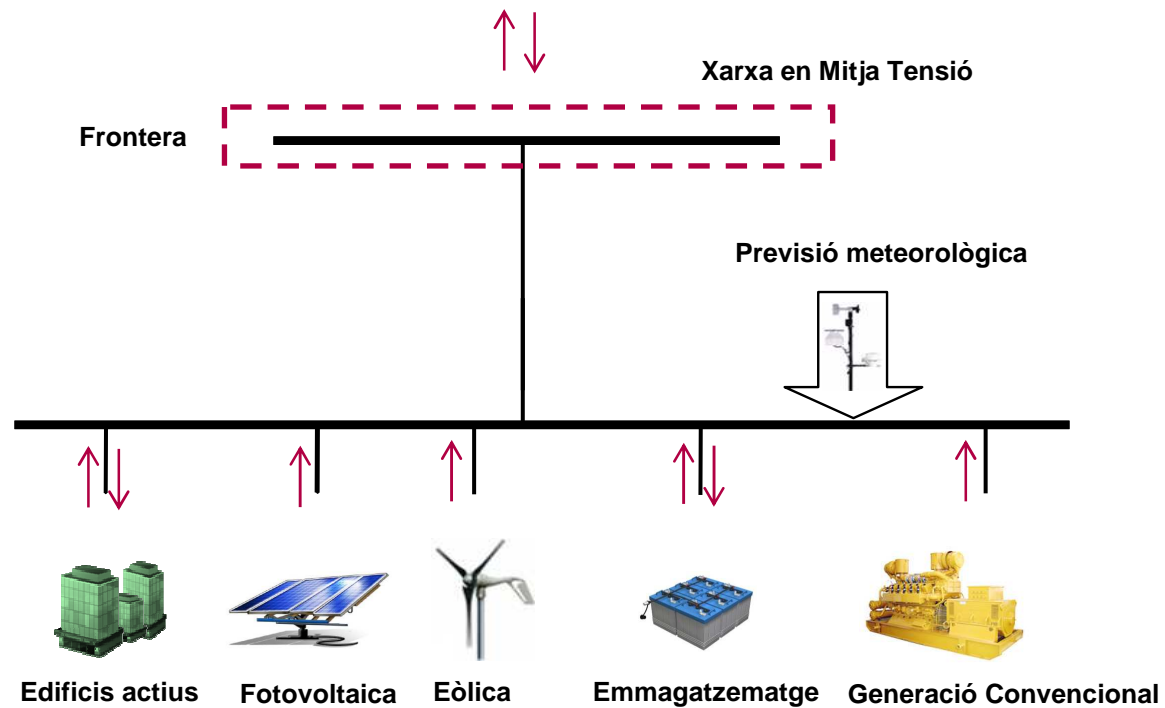 Xarxa en Mitja Tensió
Frontera
Previsió meteorològica
Edificis actius
Fotovoltaica
Eòlica
Emmagatzematge
Generació Convencional